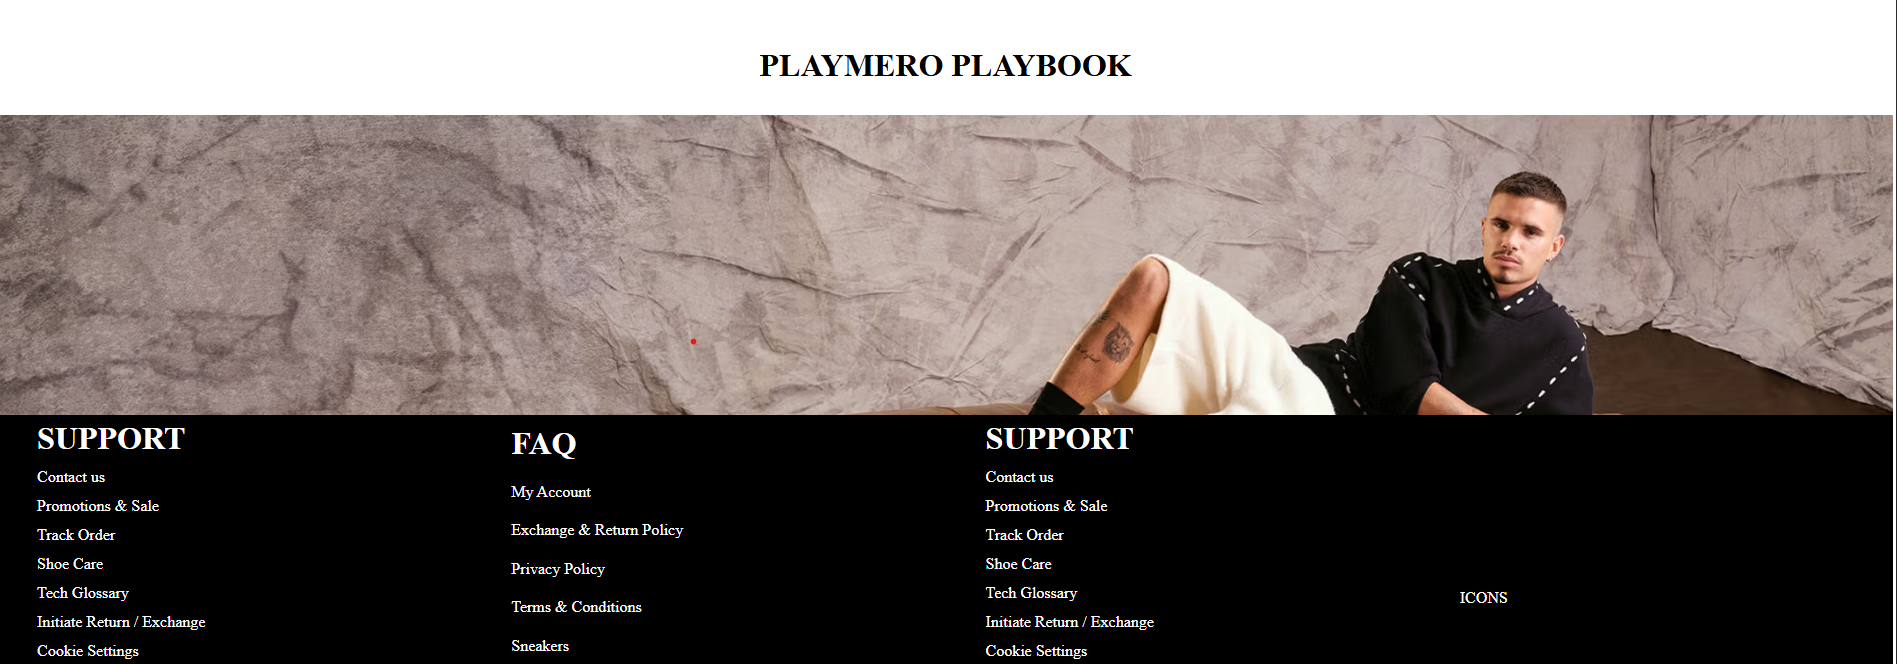 PLAYMERO PLAYBOOK
SUPPORT
Contact us
Promotions & Sale
Track Order
Shoe Care
Tech Glossary
Initiate Return / Exchange
Cookie Settings
FAQ
My Account
Exchange & Return Policy
Privacy Policy
Terms & Conditions
Sneakers
SUPPORT
Contact us
Promotions & Sale
Track Order
Shoe Care
Tech Glossary
Initiate Return / Exchange
Cookie Settings
ICONS